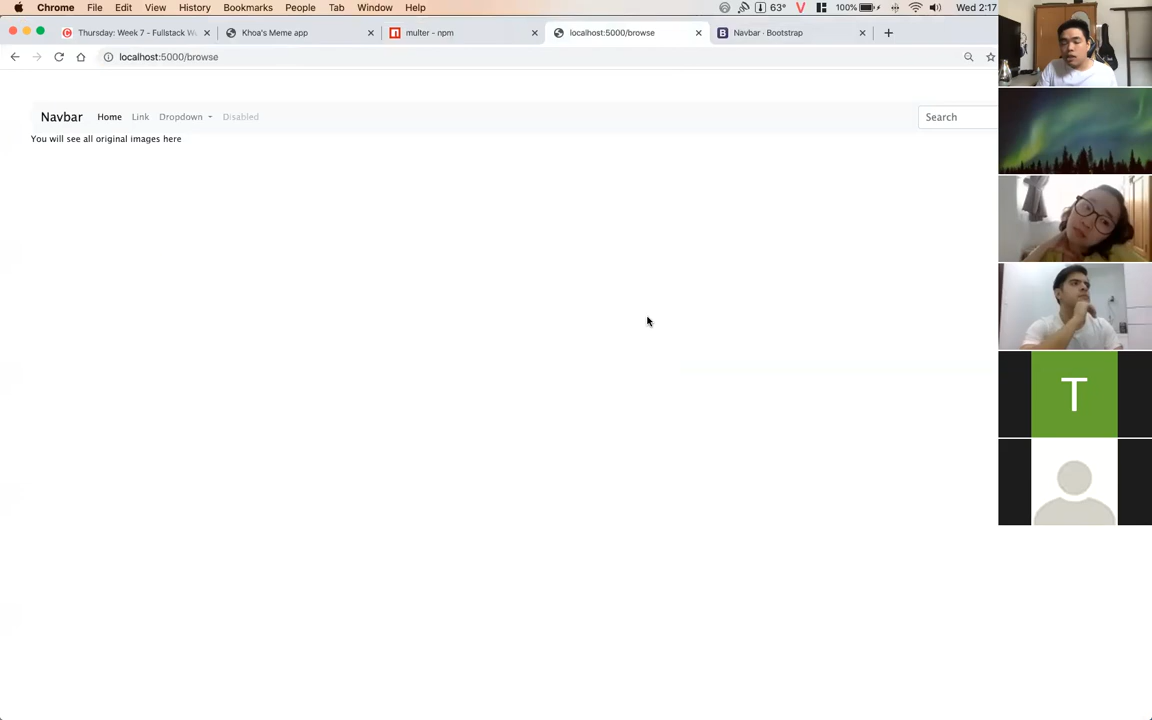 Chrome File Edit View History Bookmarks People Tab Window Help 63° V 100% Wed 2:17
Thursday: Week 7 - Fullstack W Khoa's Meme app multer - npm localhost:5000/browse Navbar · Bootstrap
localhost:5000/browse
Navbar Home Link Dropdown Disabled Search
You will see all original images here
T